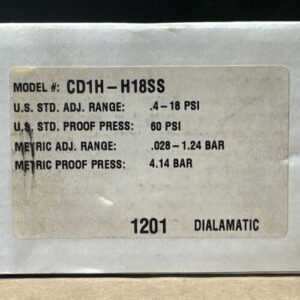 MODEL #: CD1H-H18SS
U.S. STD. ADJ. RANGE: .4-18 PSI
U.S. STD. PROOF PRESS: 60 PSI
METRIC ADJ. RANGE: .028-1.24 BAR
METRIC PROOF PRESS: 4.14 BAR
1201 DIALAMATIC